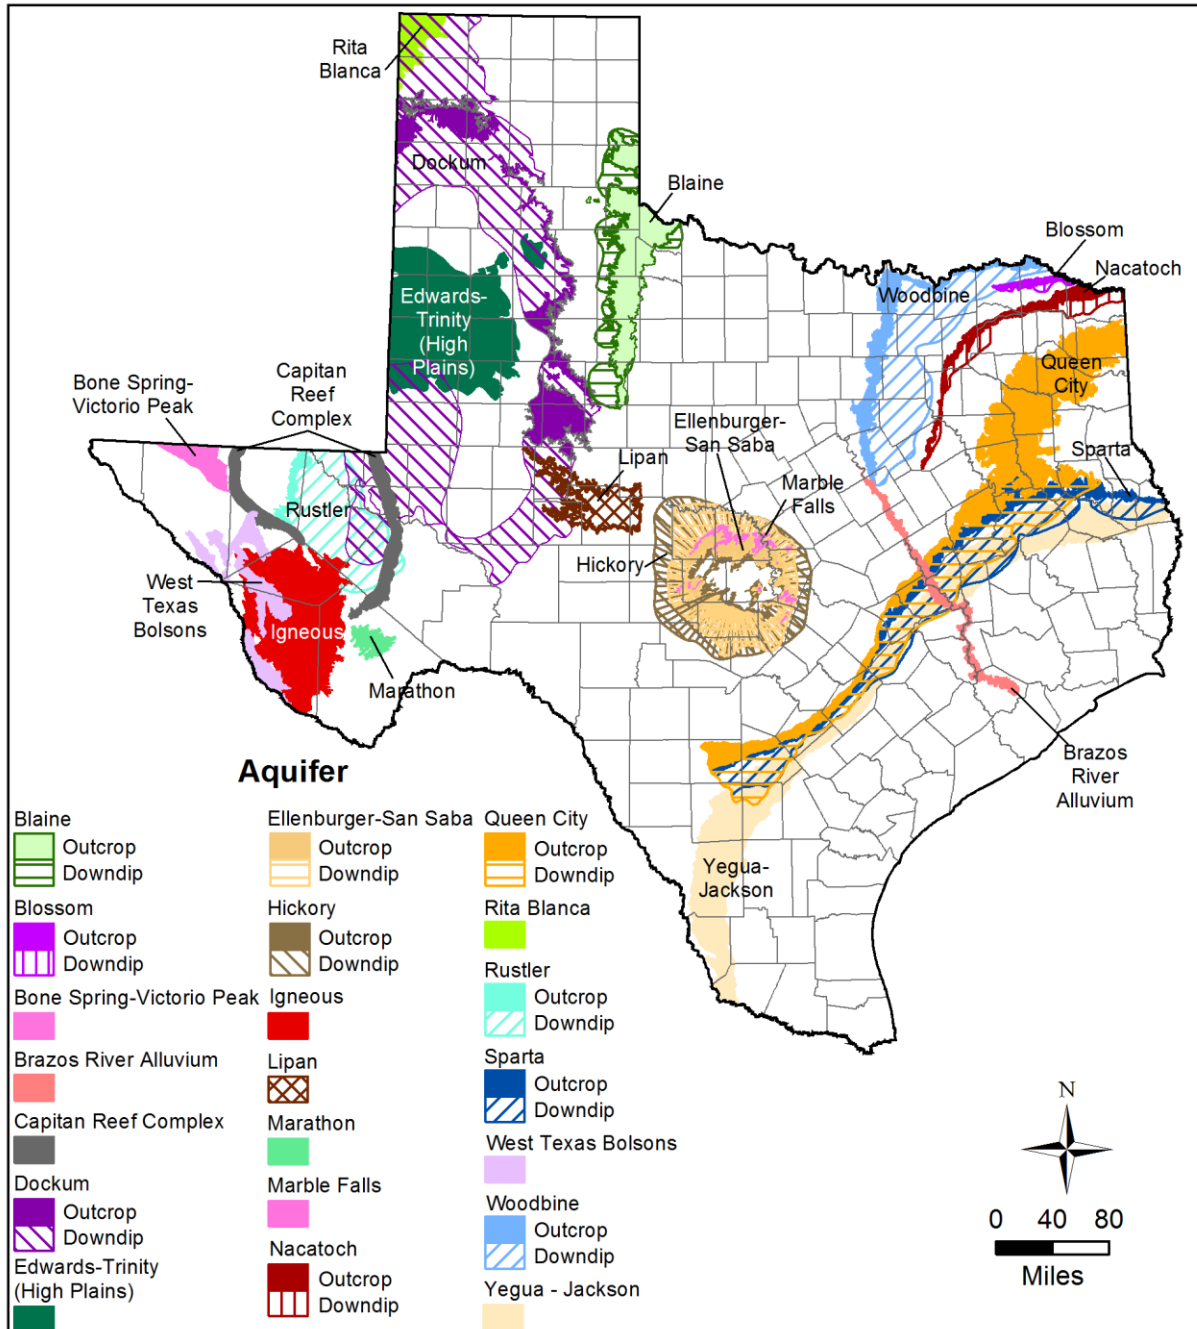 Rita
Blanca
Dockum
Blaine
Blossom
Nacatoch
Woodbine
Edwards-
Trinity
(High
Plains)
Queen
City
Capitan
Reef
Complex
Bone Spring-
Victorio Peak
Ellenburger-
San Saba
Sparta
Lipan
Marble
Falls
Rustler
Hickory
West
Texas
Bolsons
Igneous
Marathon
Brazos
River
Alluvium
Yegua-
Jackson
Aquifer
Blaine
Outcrop
Downdip
Blossom
Outcrop
Downdip
Bone Spring-Victorio Peak
Brazos River Alluvium
Capitan Reef Complex
Dockum
Outcrop
Downdip
Edwards-Trinity
(High Plains)
Ellenburger-San Saba
Outcrop
Downdip
Hickory
Outcrop
Downdip
Igneous
Lipan
Marathon
Marble Falls
Nacatoch
Outcrop
Downdip
Queen City
Outcrop
Downdip
Rita Blanca
Rustler
Outcrop
Downdip
Sparta
Outcrop
Downdip
West Texas Bolsons
Woodbine
Outcrop
Downdip
Yegua - Jackson
N
0 40 80
Miles